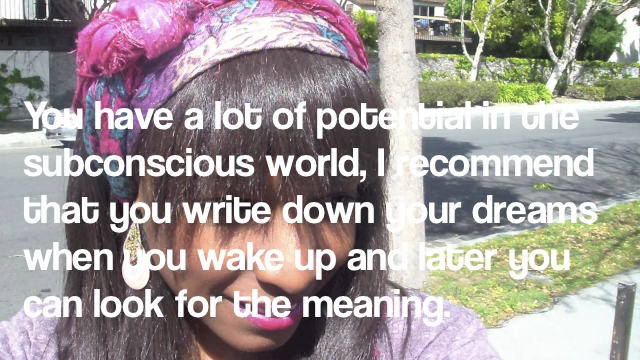 You have a lot of potential in the
subconscious world, I recommend
that you write down your dreams
when you wake up and later you
can look for the meaning.